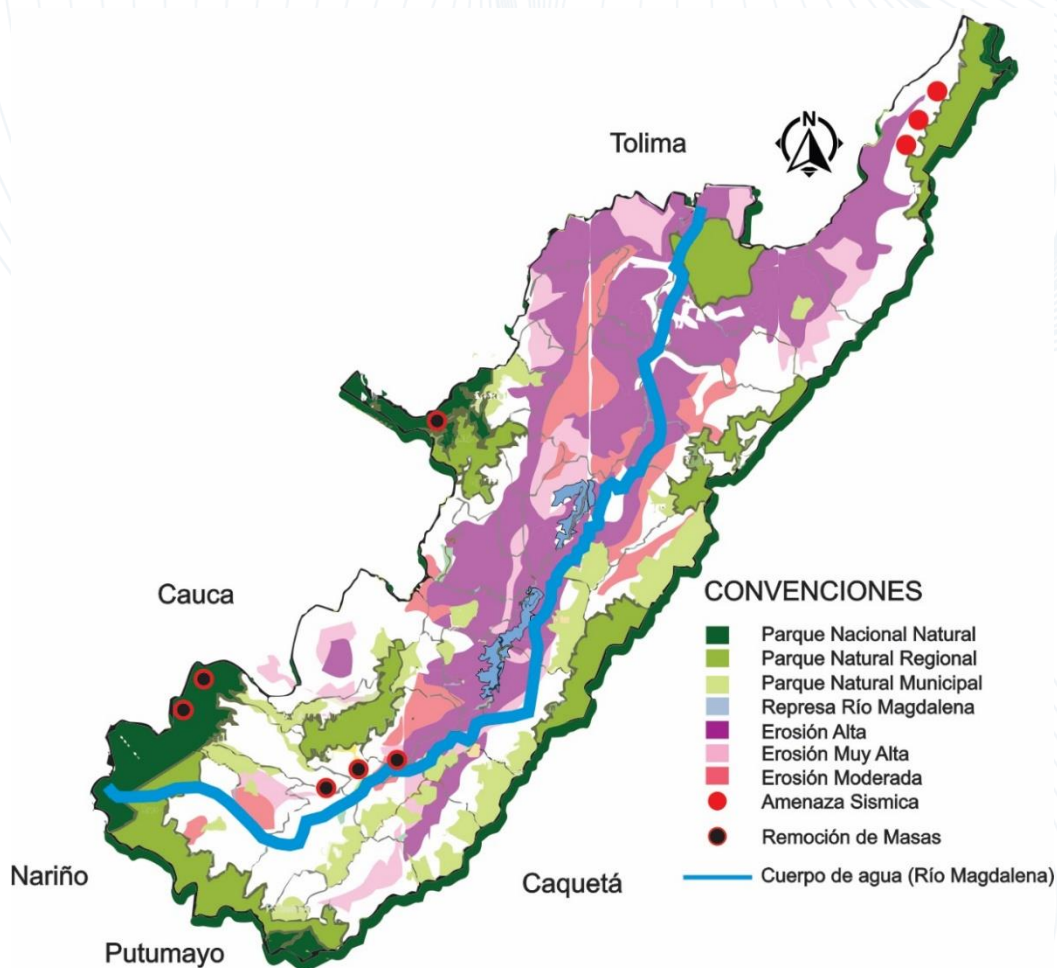 N
Tolima
Cauca
Nariño
Putumayo
Caquetá
CONVENCIONES
Parque Nacional Natural
Parque Natural Regional
Parque Natural Municipal
Represa Río Magdalena
Erosión Alta
Erosión Muy Alta
Erosión Moderada
Amenaza Sismica
Remoción de Masas
Cuerpo de agua (Río Magdalena)